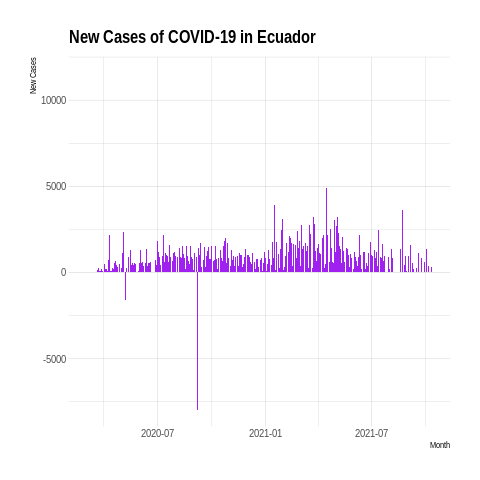 New Cases of COVID-19 in Ecuador
New Cases
10000
5000
0
-5000
2020-07
2021-01
2021-07
Month